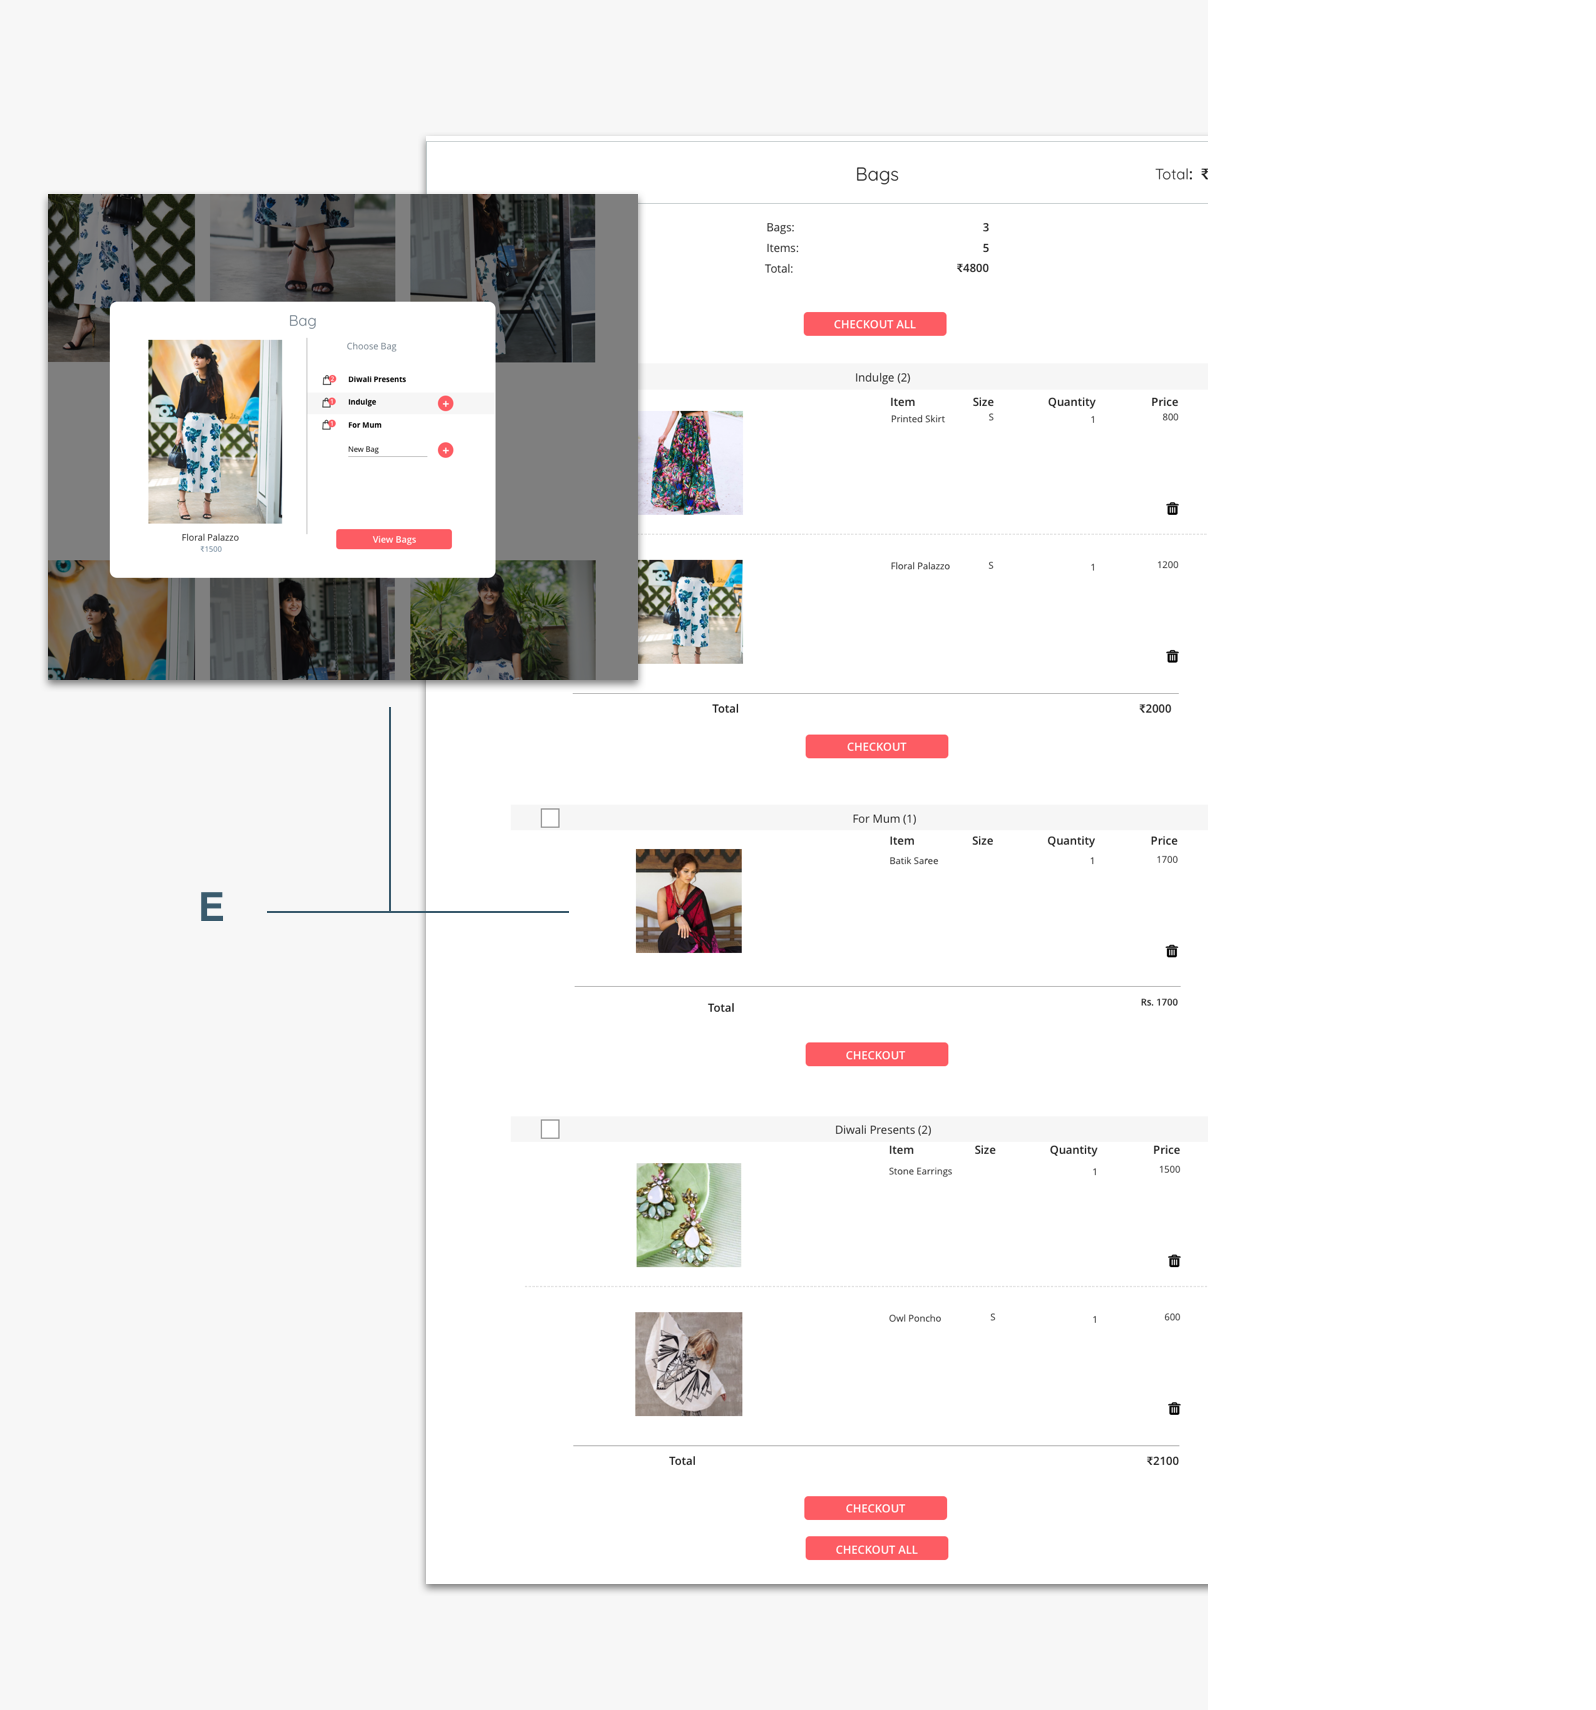 Bags
Total: ₹
Bags: 3
Items: 5
Total: ₹4800
CHECKOUT ALL
Bag
Choose Bag
2 Diwali Presents
1 Indulge +
1 For Mum
New Bag +
Floral Palazzo
₹1500
View Bags
Indulge (2)
Item Size Quantity Price
Printed Skirt S 1 800
Floral Palazzo S 1 1200
Total ₹2000
CHECKOUT
For Mum (1)
Item Size Quantity Price
Batik Saree 1 1700
E
Total Rs. 1700
CHECKOUT
Diwali Presents (2)
Item Size Quantity Price
Stone Earrings 1 1500
Owl Poncho S 1 600
Total ₹2100
CHECKOUT
CHECKOUT ALL